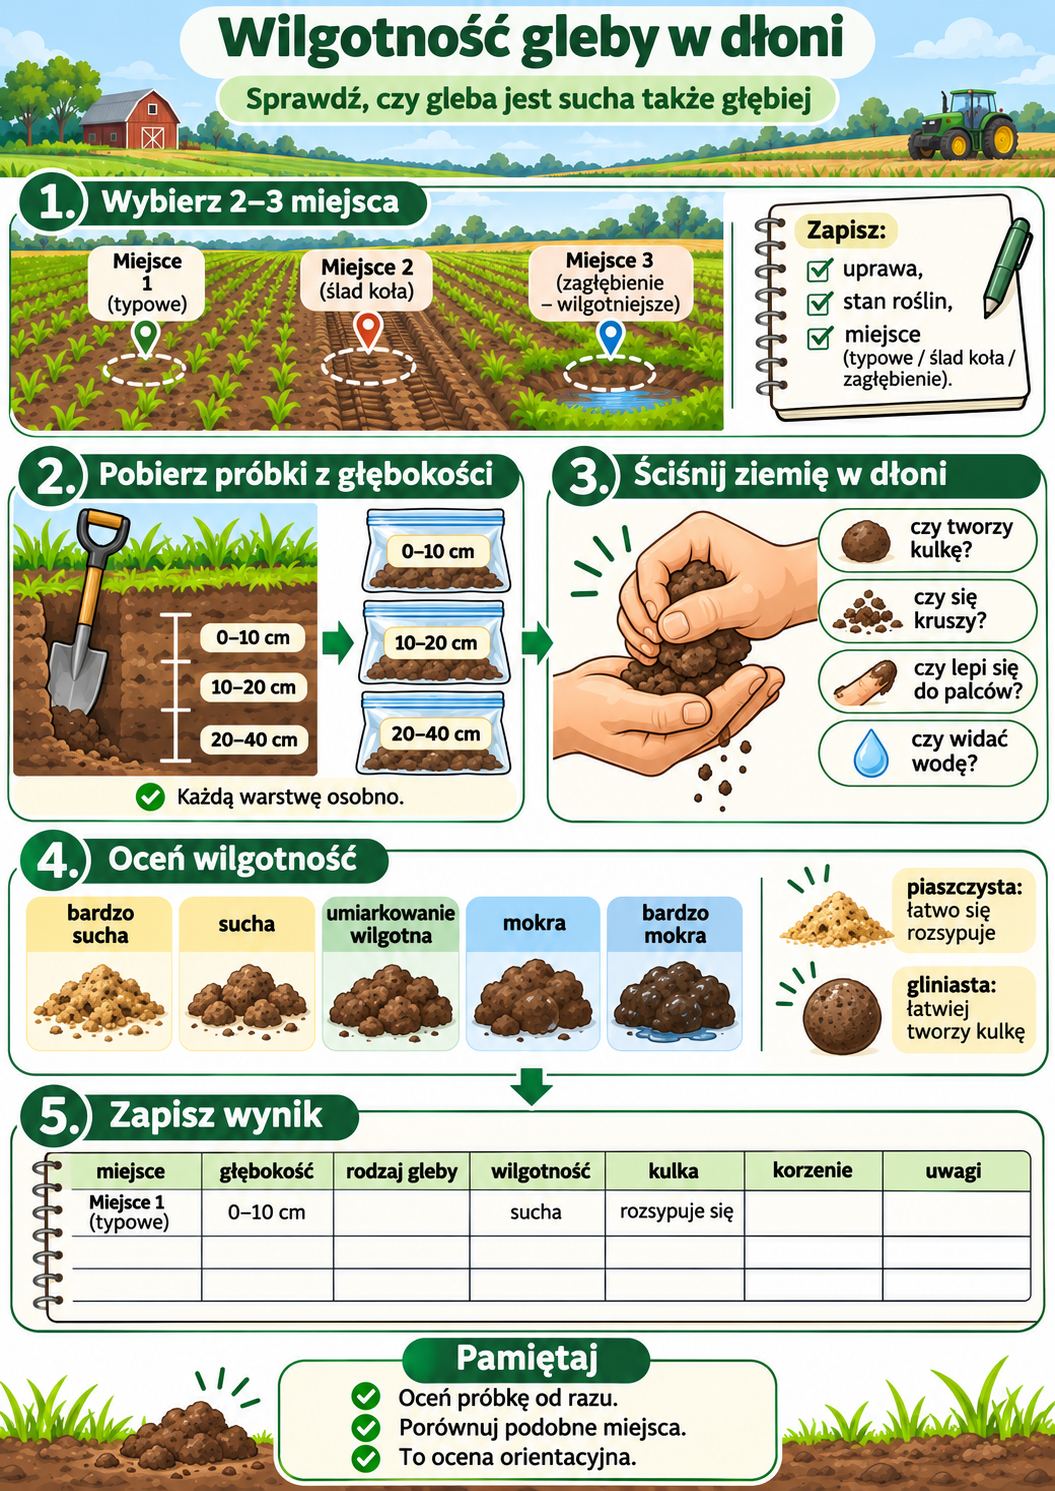 Wilgotność gleby w dłoni
Sprawdź, czy gleba jest sucha także głębiej
1. Wybierz 2–3 miejsca
Miejsce
1
(typowe)
Miejsce 2
(ślad koła)
Miejsce 3
(zagłębienie
– wilgotniejsze)
Zapisz:
uprawa,
stan roślin,
miejsce
(typowe / ślad koła /
zagłębienie).
2. Pobierz próbki z głębokości
0–10 cm
10–20 cm
20–40 cm
0–10 cm
10–20 cm
20–40 cm
Każdą warstwę osobno.
3. Ściśnij ziemię w dłoni
czy tworzy
kulkę?
czy się
kruszy?
czy lepi się
do palców?
czy widać
wodę?
4. Oceń wilgotność
bardzo
sucha
sucha
umiarkowanie
wilgotna
mokra
bardzo
mokra
piaszczysta:
łatwo się
rozsypuje
gliniasta:
łatwiej
tworzy kulkę
5. Zapisz wynik
miejsce głębokość rodzaj gleby wilgotność kulka korzenie uwagi
Miejsce 1
(typowe)
0–10 cm sucha rozsypuje się
Pamiętaj
Oceń próbkę od razu.
Porównuj podobne miejsca.
To ocena orientacyjna.